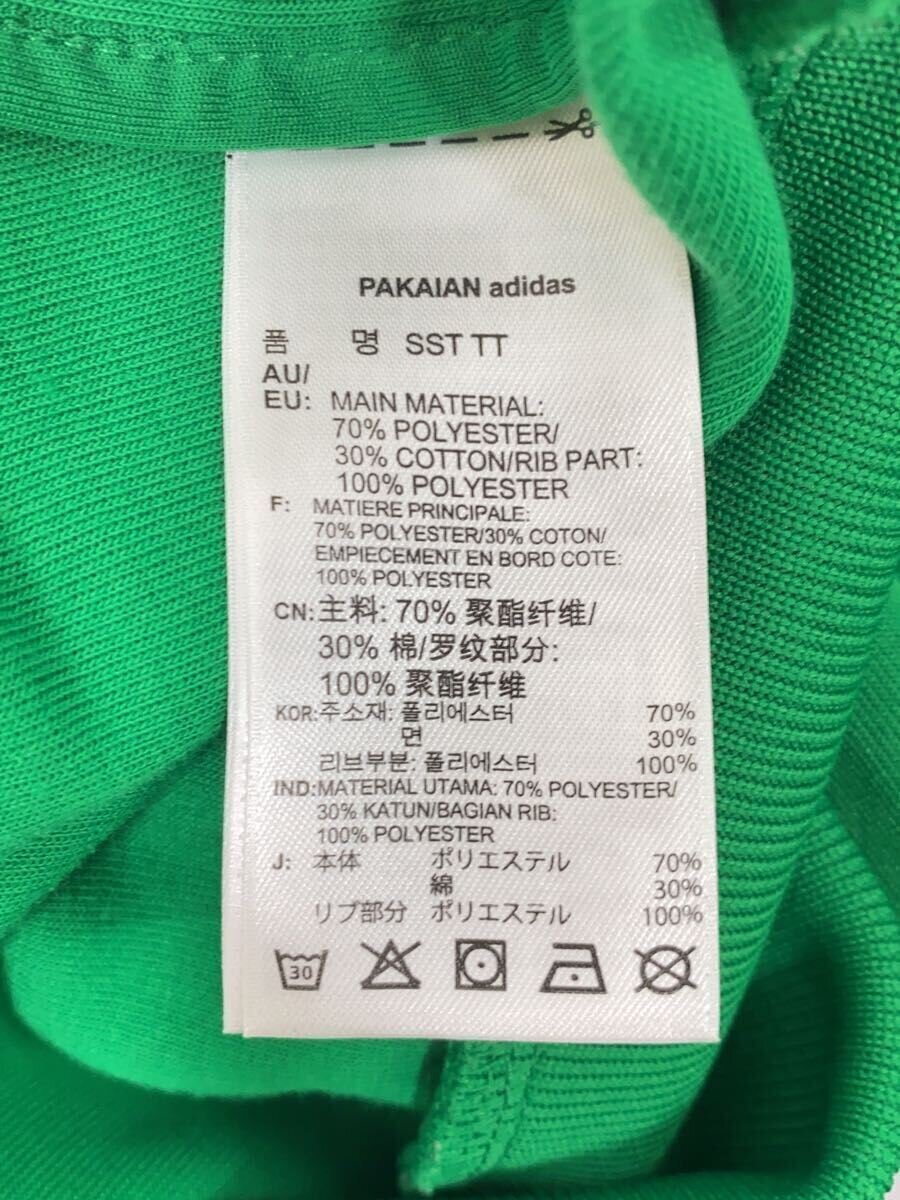 PAKAIAN adidas
품 명 SST TT
AU/
EU: MAIN MATERIAL:
70% POLYESTER/
30% COTTON/RIB PART:
100% POLYESTER
F: MATIERE PRINCIPALE:
70% POLYESTER/30% COTON/
EMPIECEMENT EN BORD COTE:
100% POLYESTER
CN: 主料: 70% 聚酯纤维/
30% 棉/罗纹部分:
100% 聚酯纤维
KOR: 주소재: 폴리에스터 70%
면 30%
리브부분: 폴리에스터 100%
IND: MATERIAL UTAMA: 70% POLYESTER/
30% KATUN/BAGIAN RIB:
100% POLYESTER
J: 本体 ポリエステル 70%
綿 30%
リブ部分 ポリエステル 100%
30